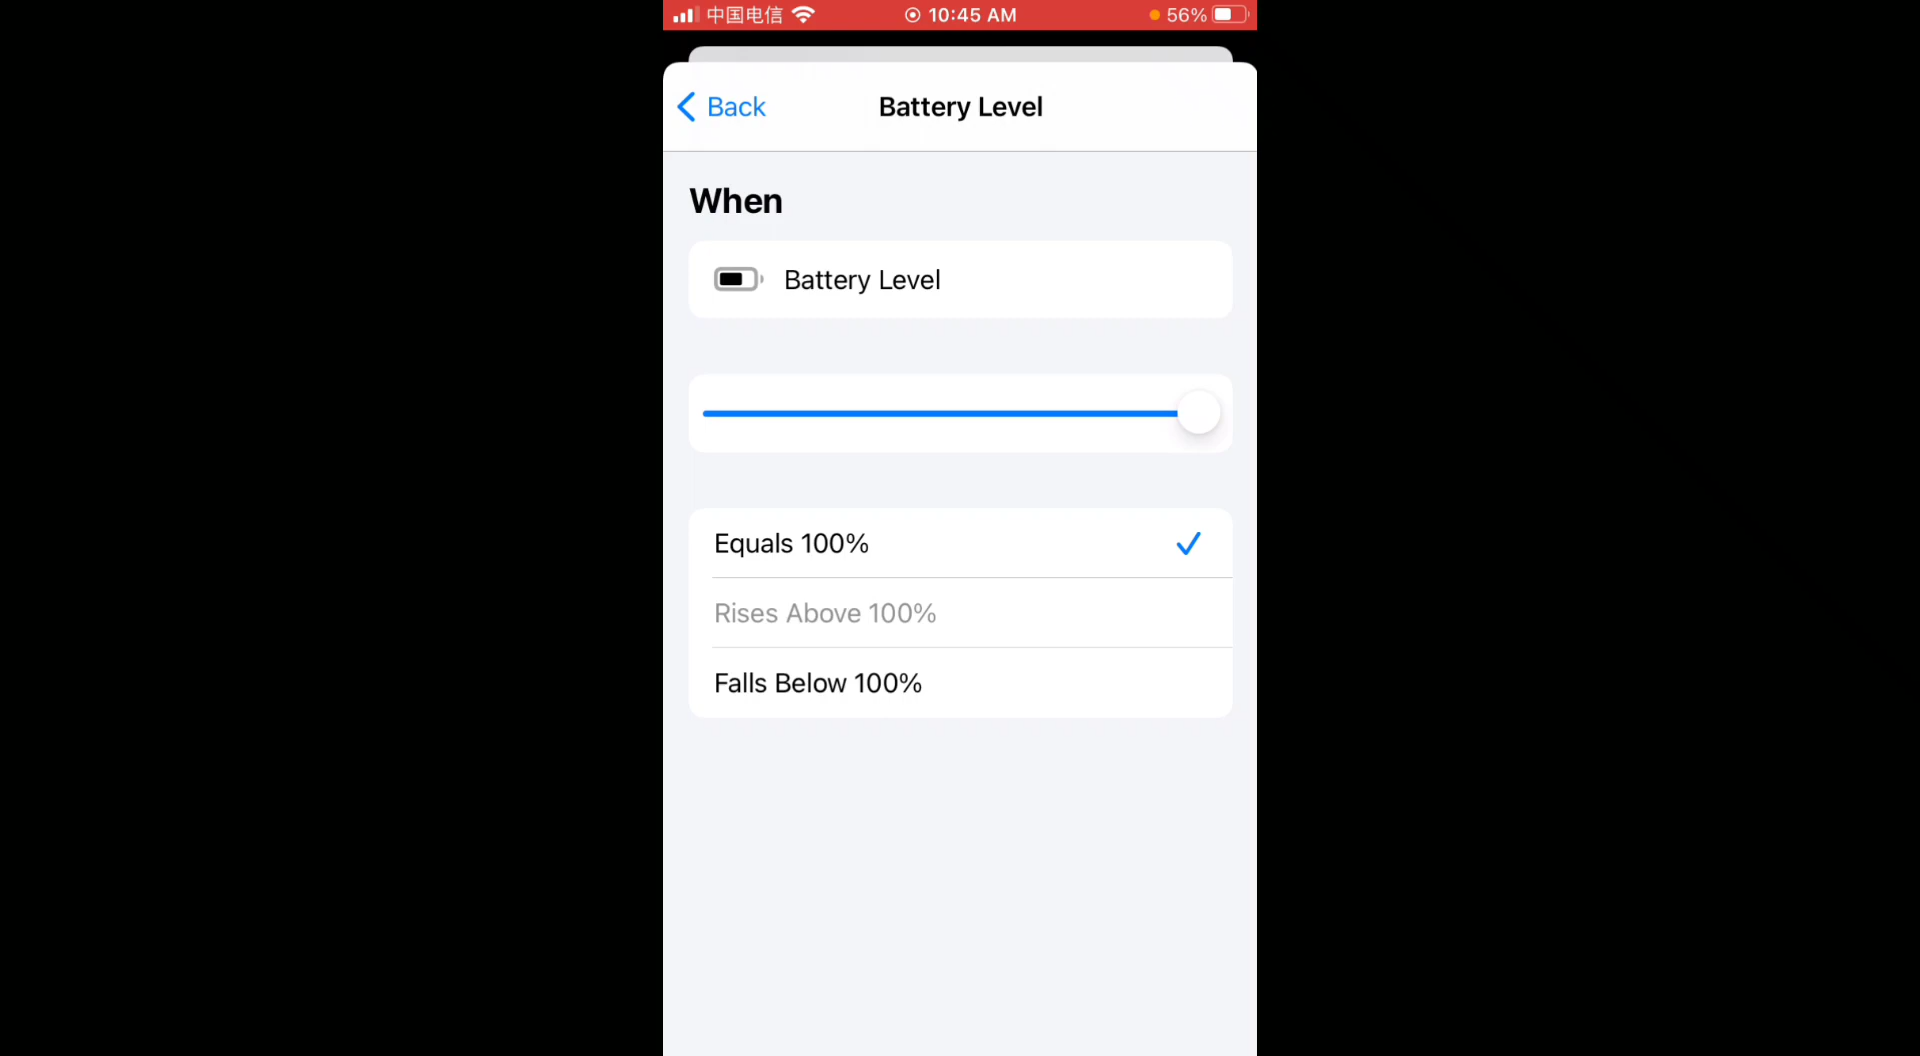 中国电信 10:45 AM 56%
Back Battery Level
When
Battery Level
Equals 100%
Rises Above 100%
Falls Below 100%